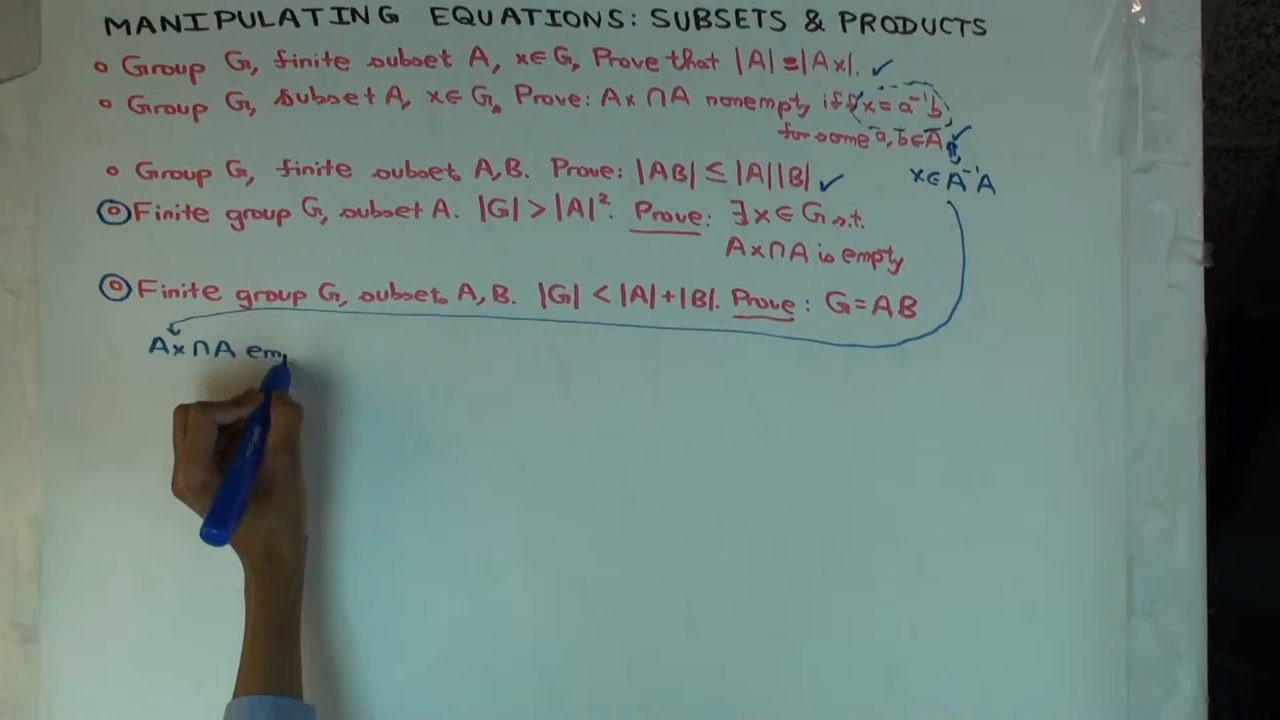 MANIPULATING EQUATIONS: SUBSETS & PRODUCTS
Group G, finite subset A, x∈G, Prove that |A|=|Ax|. ✓
Group G, subset A, x∈G. Prove: Ax∩A nonempty iff x=a⁻¹b
for some a,b∈A ✓
x∈A⁻¹A
Group G, finite subset A,B. Prove: |AB|≤|A||B| ✓
Finite group G, subset A. |G|>|A|². Prove: ∃x∈G s.t.
Ax∩A is empty
Finite group G, subset A,B. |G|<|A|+|B|. Prove: G=AB
Ax∩A em